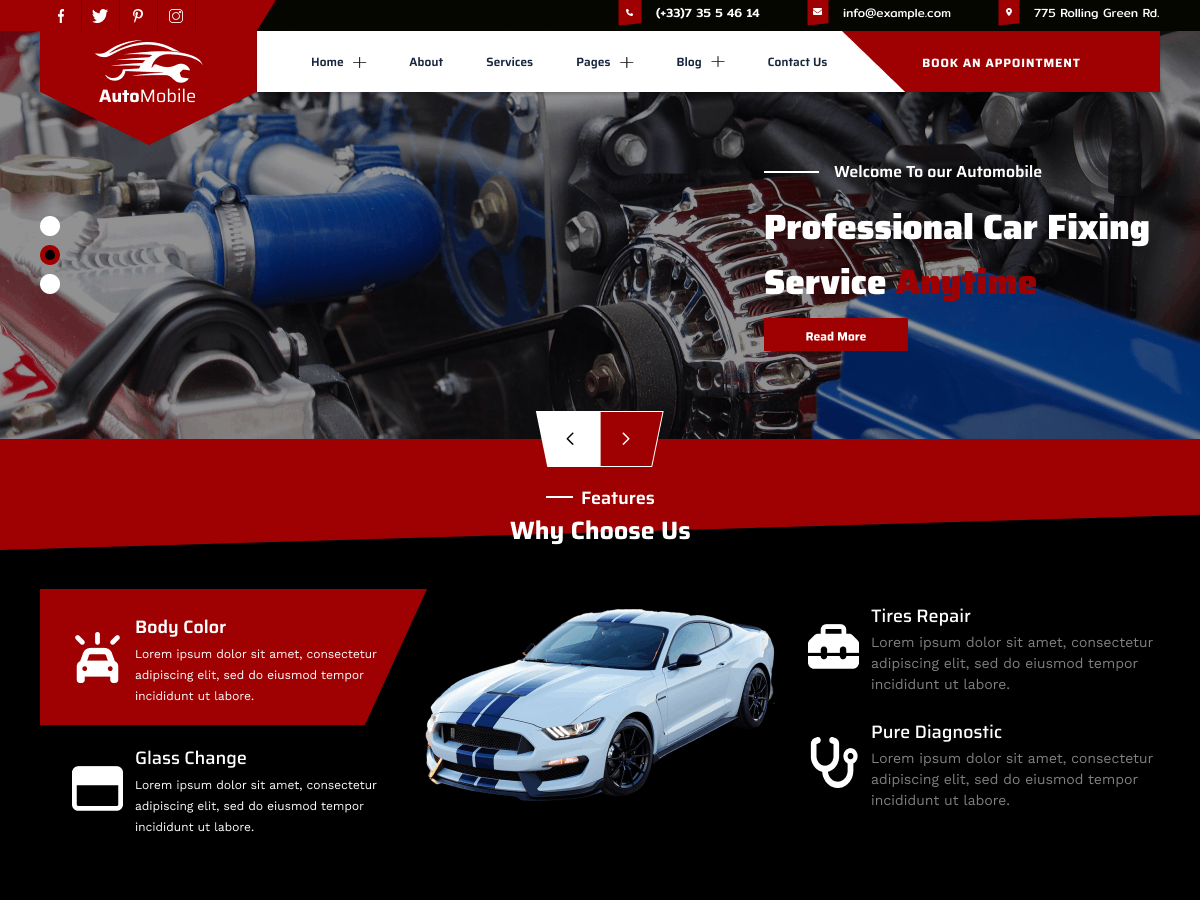 (+33)7 35 5 46 14
info@example.com
775 Rolling Green Rd.
AutoMobile
Home
About
Services
Pages
Blog
Contact Us
BOOK AN APPOINTMENT
Welcome To our Automobile
Professional Car Fixing
Service Anytime
Read More
Features
Why Choose Us
Body Color
Lorem ipsum dolor sit amet, consectetur
adipiscing elit, sed do eiusmod tempor
incididunt ut labore.
Glass Change
Lorem ipsum dolor sit amet, consectetur
adipiscing elit, sed do eiusmod tempor
incididunt ut labore.
Tires Repair
Lorem ipsum dolor sit amet, consectetur
adipiscing elit, sed do eiusmod tempor
incididunt ut labore.
Pure Diagnostic
Lorem ipsum dolor sit amet, consectetur
adipiscing elit, sed do eiusmod tempor
incididunt ut labore.